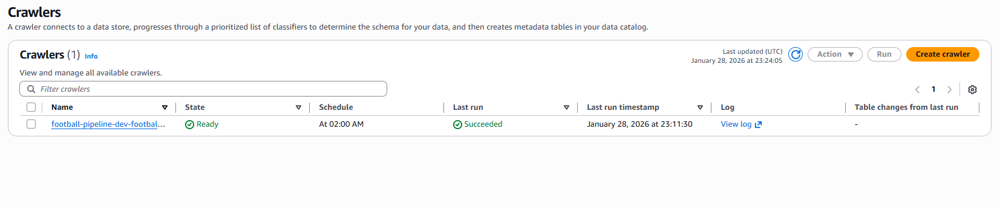 Crawlers
A crawler connects to a data store, progresses through a prioritized list of classifiers to determine the schema for your data, and then creates metadata tables in your data catalog.
Crawlers (1) Info
Last updated (UTC)
January 28, 2026 at 23:24:05
Action
Run
Create crawler
View and manage all available crawlers.
Filter crawlers
1
Name State Schedule Last run Last run timestamp Log Table changes from last run
football-pipeline-dev-footbal... Ready At 02:00 AM Succeeded January 28, 2026 at 23:11:30 View log -